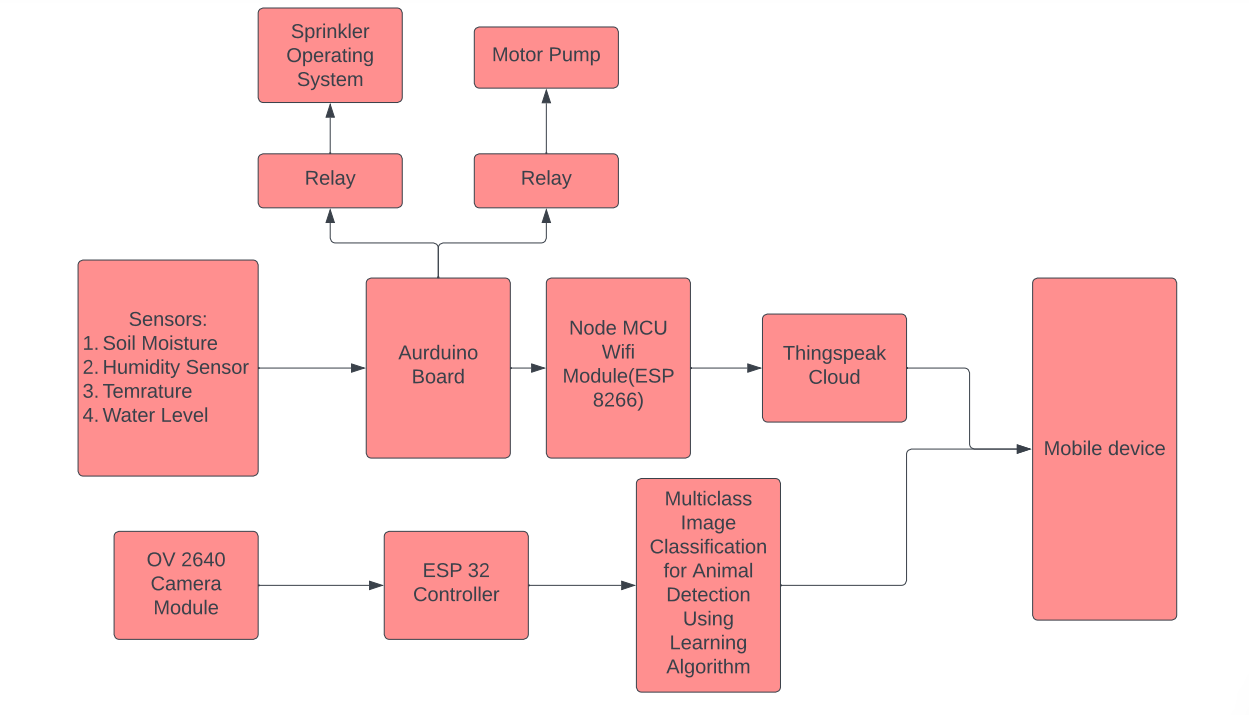 Sprinkler
Operating
System
Motor Pump
Relay
Relay
Sensors:
1. Soil Moisture
2. Humidity Sensor
3. Temrature
4. Water Level
Aurduino
Board
Node MCU
Wifi
Module(ESP
8266)
Thingspeak
Cloud
Mobile device
OV 2640
Camera
Module
ESP 32
Controller
Multiclass
Image
Classification
for Animal
Detection
Using
Learning
Algorithm